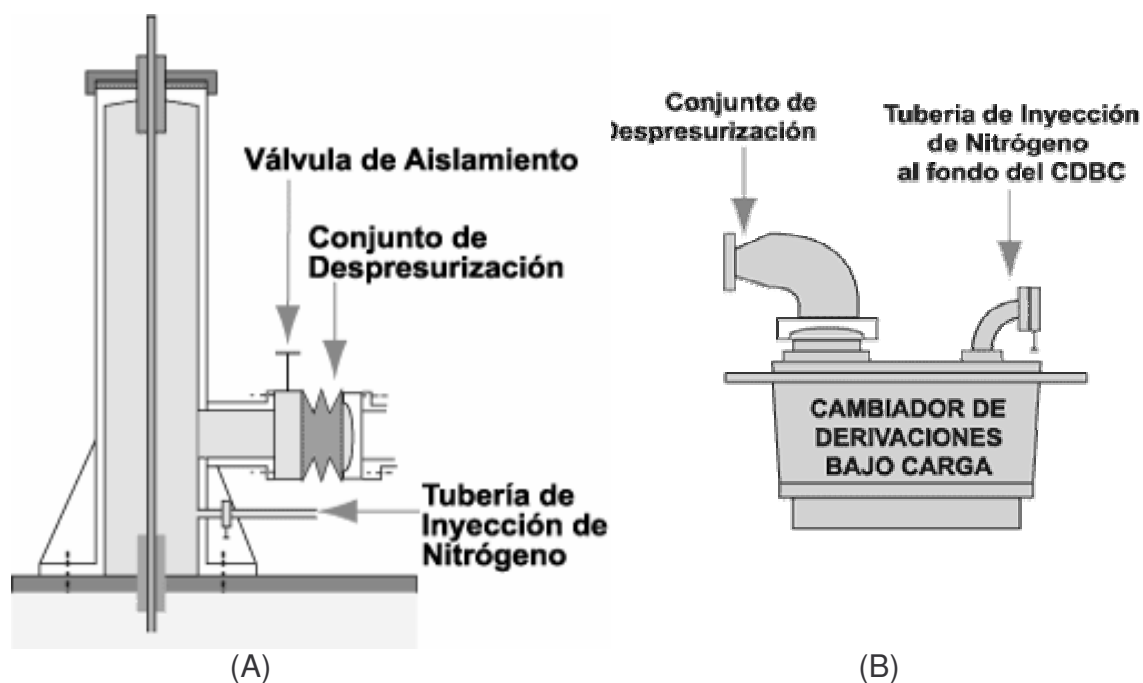 Válvula de Aislamiento
Conjunto de
Despresurización
Tubería de
Inyección de
Nitrógeno
(A)
Conjunto de
Despresurización
Tuberia de Inyección
de Nitrógeno
al fondo del CDBC
CAMBIADOR DE
DERIVACIONES
BAJO CARGA
(B)